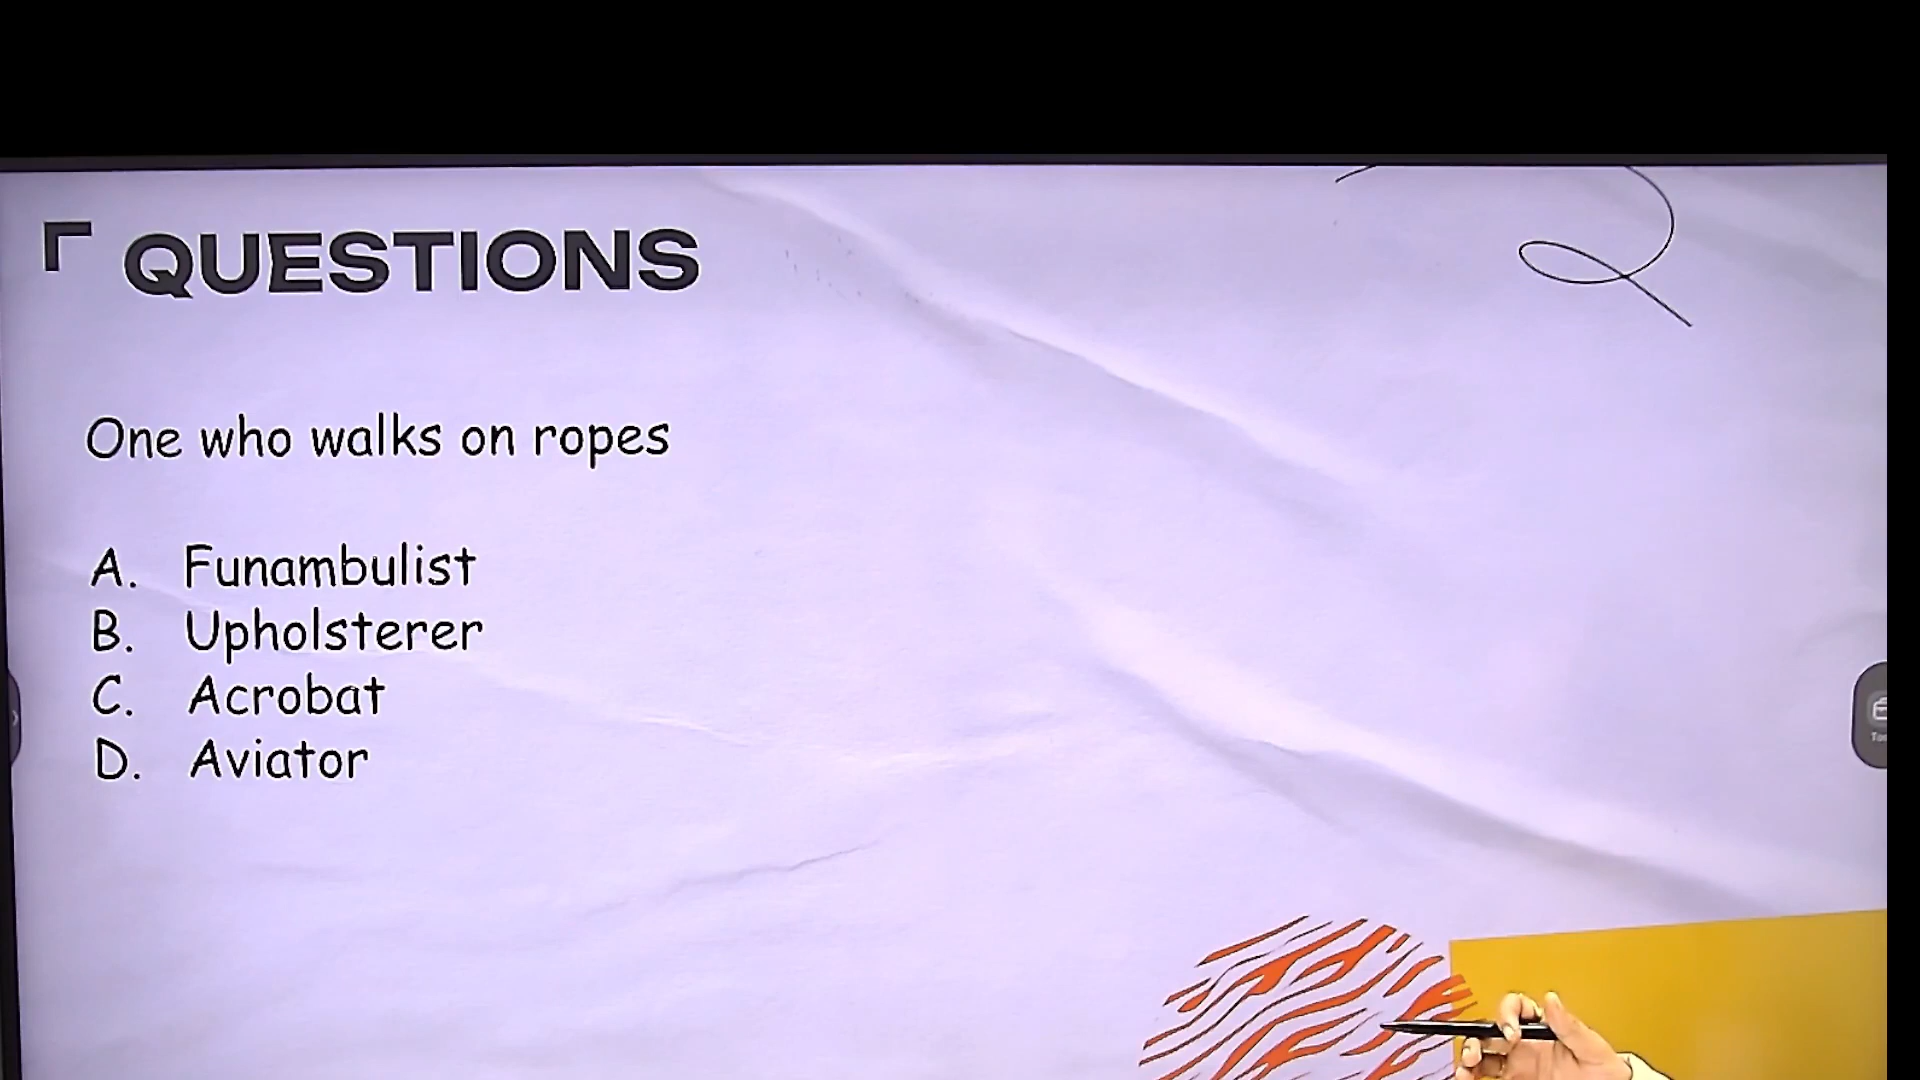 QUESTIONS
One who walks on ropes
A. Funambulist
B. Upholsterer
C. Acrobat
D. Aviator